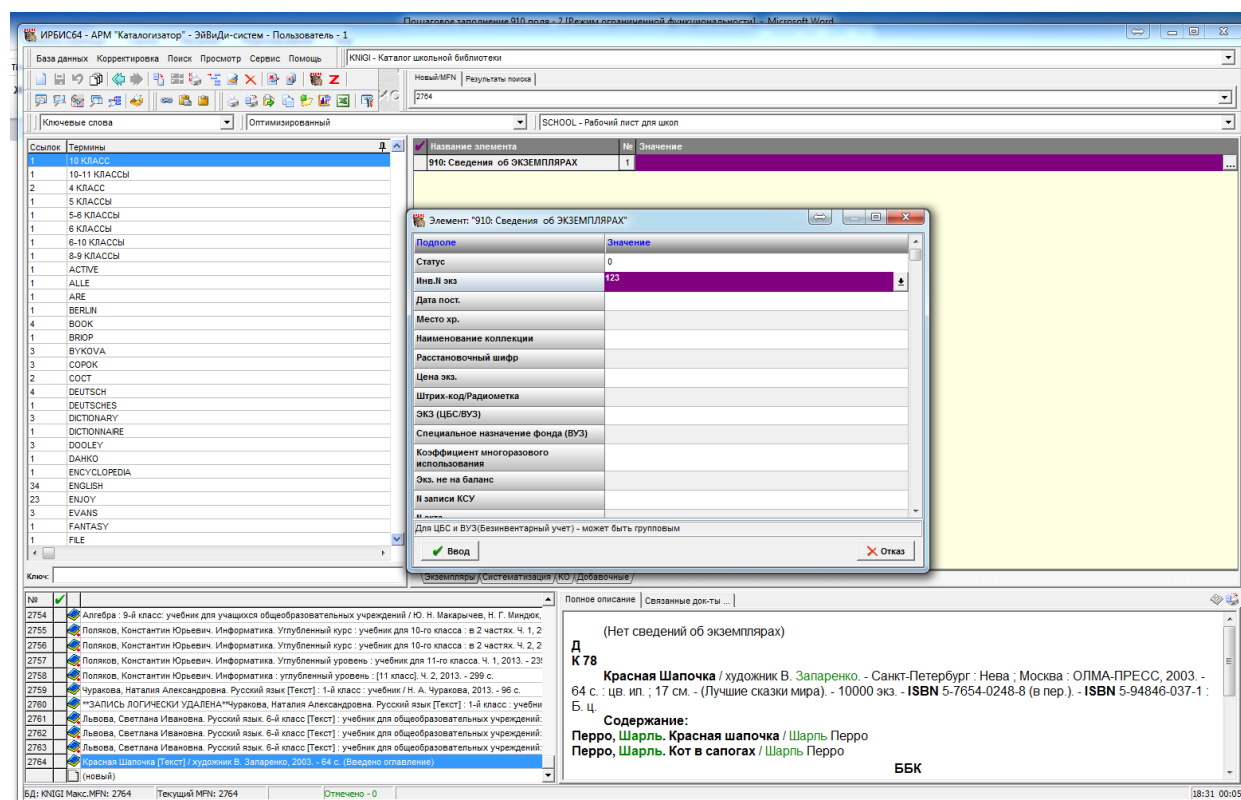 Пошаговое заполнение 910 поля - 2 [Режим ограниченной функциональности] - Microsoft Word
ИРБИС64 - АРМ "Каталогизатор" - ЭйВиДи-систем - Пользователь - 1
База данных Корректировка Поиск Просмотр Сервис Помощь
KNIGI - Каталог школьной библиотеки
Новый/MFN Результаты поиска
2764
Ключевые слова Оптимизированный SCHOOL - Рабочий лист для школ
Ссылок Термины
1 10 КЛАСС
1 10-11 КЛАССЫ
2 4 КЛАСС
1 5 КЛАССЫ
1 5-6 КЛАССЫ
1 6 КЛАССЫ
1 6-10 КЛАССЫ
1 8-9 КЛАССЫ
1 ACTIVE
1 ALLE
1 ARE
1 BERLIN
4 BOOK
1 BRIOP
3 BYKOVA
3 COPOK
2 COCT
4 DEUTSCH
1 DEUTSCHES
3 DICTIONARY
1 DICTIONNAIRE
3 DOOLEY
1 DAHKO
1 ENCYCLOPEDIA
34 ENGLISH
23 ENJOY
3 EVANS
1 FANTASY
1 FILE
Ключ:
Название элемента № Значение
910: Сведения об ЭКЗЕМПЛЯРАХ 1 ...
Элемент: "910: Сведения об ЭКЗЕМПЛЯРАХ"
Подполе Значение
Статус 0
Инв.N экз 123
Дата пост.
Место хр.
Наименование коллекции
Расстановочный шифр
Цена экз.
Штрих-код/Радиометка
ЭКЗ (ЦБС/ВУЗ)
Специальное назначение фонда (ВУЗ)
Коэффициент многоразового
использования
Экз. не на баланс
N записи КСУ
N акта
Для ЦБС и ВУЗ(Безинвентарный учет) - может быть групповым
Ввод Отказ
Экземпляры Систематизация КО Добавочные
№
2754 Алгебра : 9-й класс: учебник для учащихся общеобразовательных учреждений / Ю. Н. Макарычев, Н. Г. Миндюк,
2755 Поляков, Константин Юрьевич. Информатика. Углубленный курс : учебник для 10-го класса : в 2 частях. Ч. 1, 2
2756 Поляков, Константин Юрьевич. Информатика. Углубленный курс : учебник для 10-го класса : в 2 частях. Ч. 2, 2
2757 Поляков, Константин Юрьевич. Информатика. Углубленный уровень : учебник для 11-го класса. Ч. 1, 2013. - 23
2758 Поляков, Константин Юрьевич. Информатика : углубленный уровень : [11 класс]. Ч. 2, 2013. - 299 с.
2759 Чуракова, Наталия Александровна. Русский язык [Текст] : 1-й класс : учебник / Н. А. Чуракова, 2013. - 96 с.
2760 **ЗАПИСЬ ЛОГИЧЕСКИ УДАЛЕНА**Чуракова, Наталия Александровна. Русский язык [Текст] : 1-й класс : учебни
2761 Львова, Светлана Ивановна. Русский язык. 6-й класс [Текст] : учебник для общеобразовательных учреждений:
2762 Львова, Светлана Ивановна. Русский язык. 6-й класс [Текст] : учебник для общеобразовательных учреждений:
2763 Львова, Светлана Ивановна. Русский язык. 6-й класс [Текст] : учебник для общеобразовательных учреждений:
2764 Красная Шапочка [Текст] / художник В. Запаренко, 2003. - 64 с. (Введено оглавление)
(новый)
Полное описание Связанные док-ты ...
(Нет сведений об экземплярах)
Д
К 78
Красная Шапочка / художник В. Запаренко. - Санкт-Петербург : Нева ; Москва : ОЛМА-ПРЕСС, 2003. -
64 с. : цв. ил. ; 17 см. - (Лучшие сказки мира). - 10000 экз. - ISBN 5-7654-0248-8 (в пер.). - ISBN 5-94846-037-1 :
Б. ц.
Содержание:
Перро, Шарль. Красная шапочка / Шарль Перро
Перро, Шарль. Кот в сапогах / Шарль Перро
ББК
БД: KNIGI Макс.MFN: 2764 Текущий MFN: 2764 Отмечено - 0 18:31 00:05